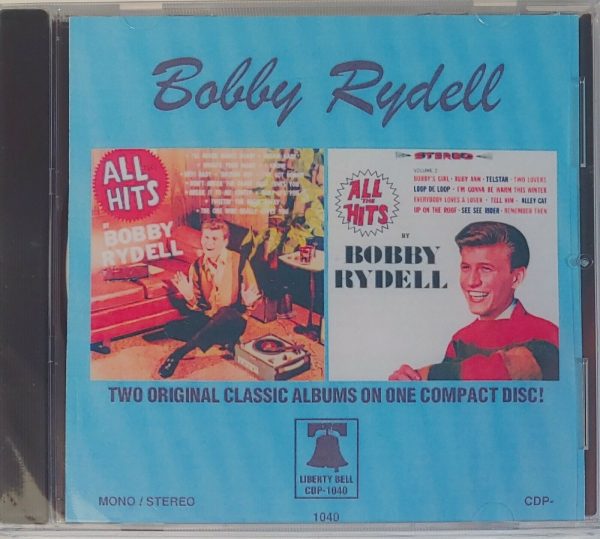 Bobby Rydell
ALL
HITS
BY
BOBBY
RYDELL
STEREO
VOLUME 2
BOBBY'S GIRL · RUBY ANN · TELSTAR · TWO LOVERS
LOOP DE LOOP · I'M GONNA BE WARM THIS WINTER
EVERYBODY LOVES A LOSER · TELL HIM · ALLEY CAT
UP ON THE ROOF · SEE SEE RIDER · REMEMBER THEN
ALL
THE
HITS
BY
BOBBY
RYDELL
TWO ORIGINAL CLASSIC ALBUMS ON ONE COMPACT DISC!
LIBERTY BELL
CDP-1040
MONO / STEREO
CDP-
1040